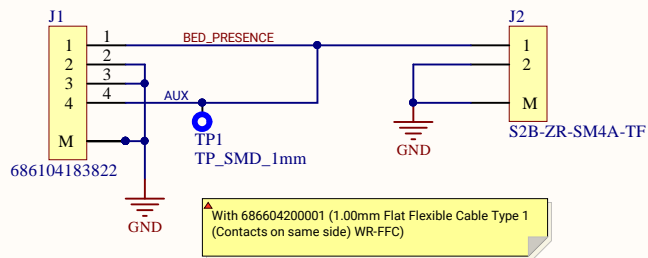 J1
J2
1
1
BED_PRESENCE
1
2
2
2
3
3
4
4
AUX
M
M
TP1
TP_SMD_1mm
GND
S2B-ZR-SM4A-TF
686104183822
GND
With 686604200001 (1.00mm Flat Flexible Cable Type 1
(Contacts on same side) WR-FFC)